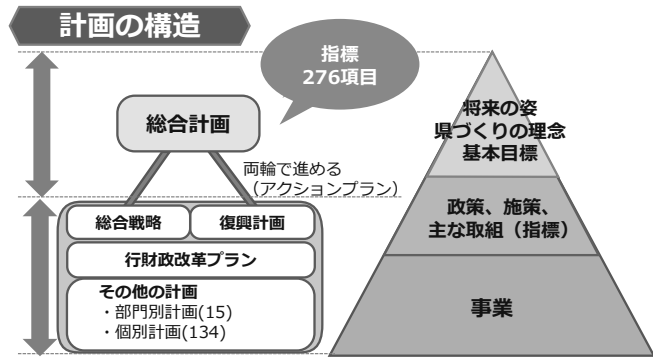 計画の構造
指標
276項目
総合計画
両輪で進める
（アクションプラン）
総合戦略
復興計画
行財政改革プラン
その他の計画
・部門別計画(15)
・個別計画(134)
将来の姿
県づくりの理念
基本目標
政策、施策、
主な取組（指標）
事業